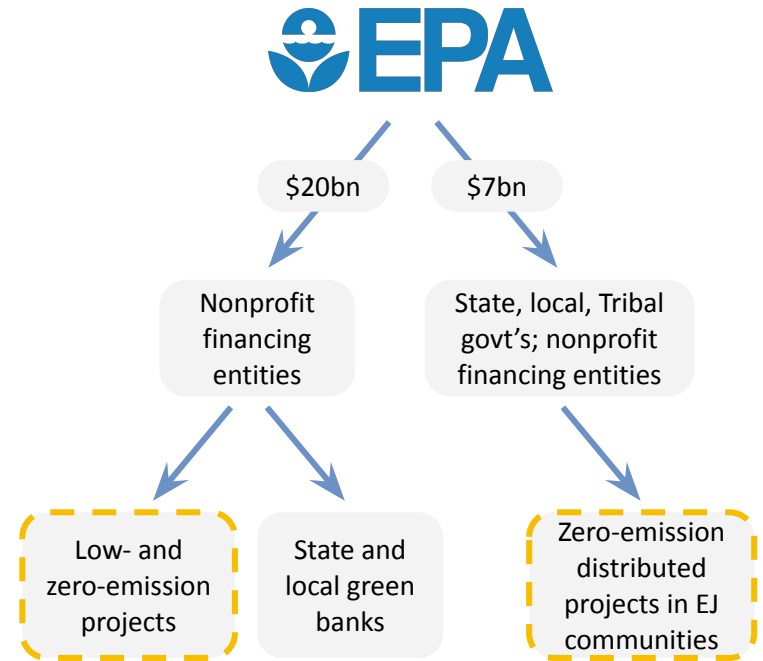 EPA
$20bn
$7bn
Nonprofit
financing
entities
State, local, Tribal
govt's; nonprofit
financing entities
Low- and
zero-emission
projects
State and
local green
banks
Zero-emission
distributed
projects in EJ
communities